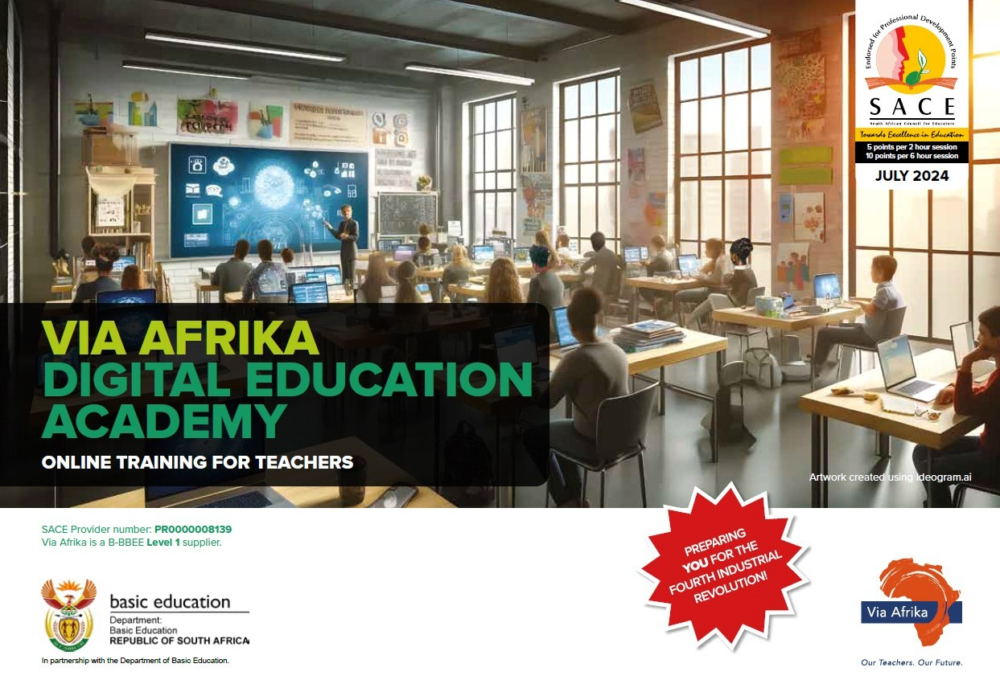 Endorsed for Professional Development Points
SACE
South African Council for Educators
Towards Excellence in Education
5 points per 2 hour session
10 points per 6 hour session
JULY 2024
VIA AFRIKA
DIGITAL EDUCATION
ACADEMY
ONLINE TRAINING FOR TEACHERS
Artwork created using Ideogram.ai
SACE Provider number: PR0000008139
Via Afrika is a B-BBEE Level 1 supplier.
PREPARING
YOU FOR THE
FOURTH INDUSTRIAL
REVOLUTION!
basic education
Department:
Basic Education
REPUBLIC OF SOUTH AFRICA
In partnership with the Department of Basic Education.
Via Afrika
Our Teachers. Our Future.